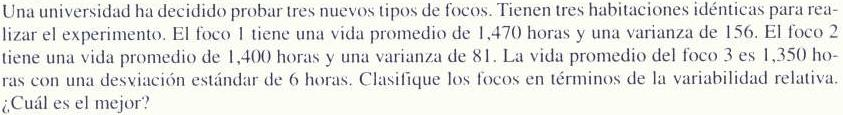 Una universidad ha decidido probar tres nuevos tipos de focos. Tienen tres habitaciones idénticas para rea-
lizar el experimento. El foco 1 tiene una vida promedio de 1,470 horas y una varianza de 156. El foco 2
tiene una vida promedio de 1,400 horas y una varianza de 81. La vida promedio del foco 3 es 1,350 ho-
ras con una desviación estándar de 6 horas. Clasifique los focos en términos de la variabilidad relativa.
¿Cuál es el mejor?